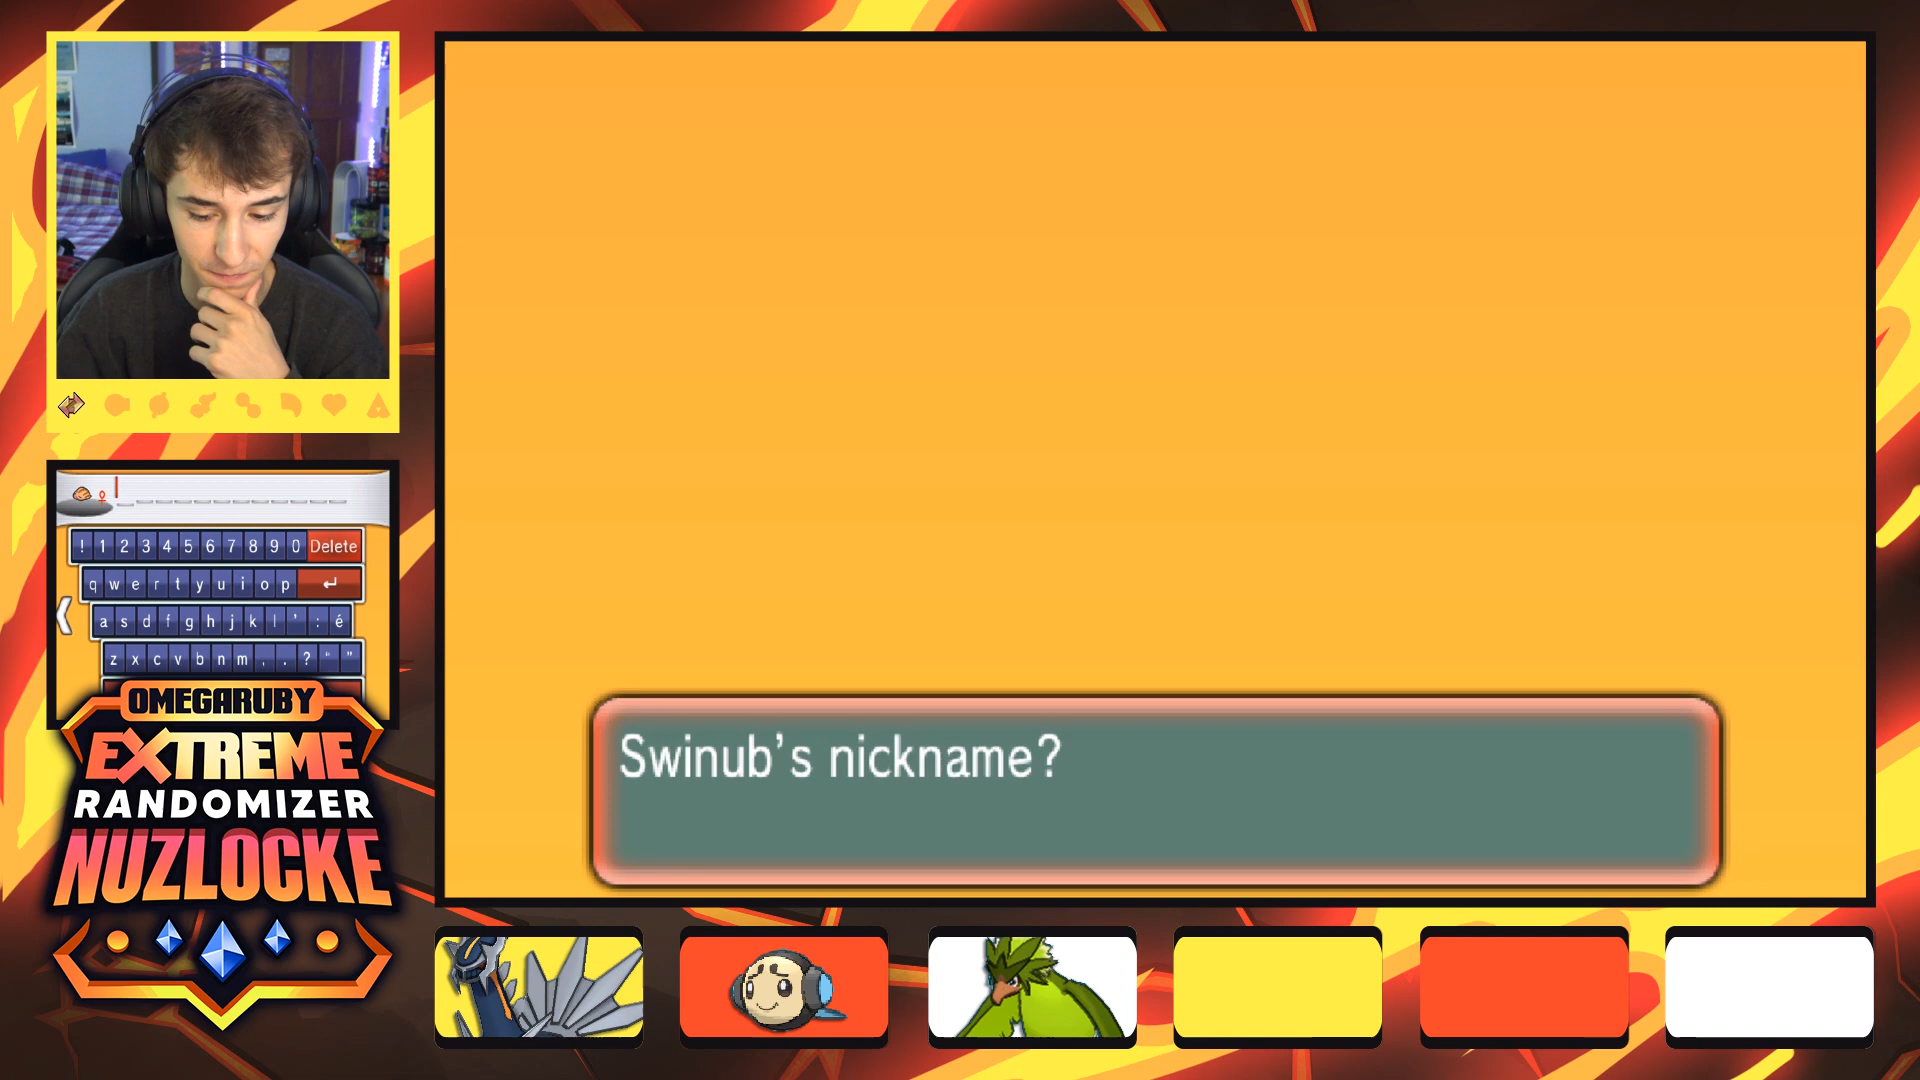 ! 1 2 3 4 5 6 7 8 9 0 Delete
q w e r t y u i o p ↵
a s d f g h j k l ' : é
z x c v b n m , . ? “ ”
OMEGARUBY
EXTREME
RANDOMIZER
NUZLOCKE
Swinub's nickname?